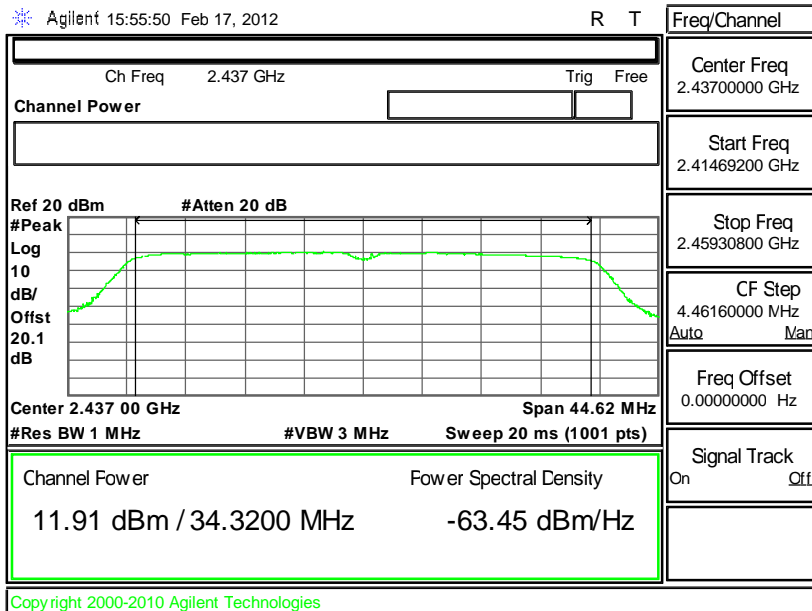 Agilent 15:55:50 Feb 17, 2012 R T
Freq/Channel
Ch Freq 2.437 GHz Trig Free
Channel Power
Center Freq
2.43700000 GHz
Start Freq
2.41469200 GHz
Stop Freq
2.45930800 GHz
CF Step
4.46160000 MHz
Auto Man
Freq Offset
0.00000000 Hz
Signal Track
On Off
Ref 20 dBm #Atten 20 dB
#Peak
Log
10
dB/
Offst
20.1
dB
Center 2.437 00 GHz Span 44.62 MHz
#Res BW 1 MHz #VBW 3 MHz Sweep 20 ms (1001 pts)
Channel Fower Fower Spectral Density
11.91 dBm / 34.3200 MHz -63.45 dBm/Hz
Copyright 2000-2010 Agilent Technologies